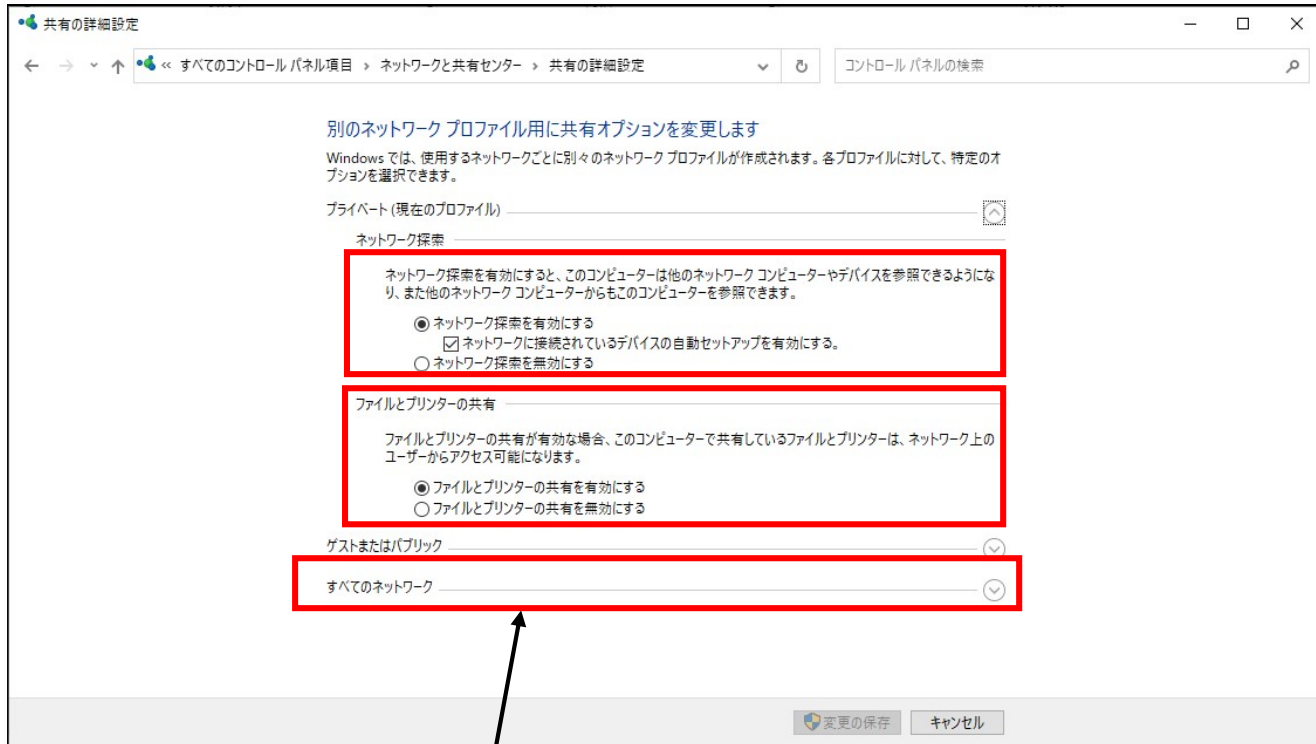 共有の詳細設定
« すべてのコントロール パネル項目 › ネットワークと共有センター › 共有の詳細設定
コントロール パネルの検索
別のネットワーク プロファイル用に共有オプションを変更します
Windows では、使用するネットワークごとに別々のネットワーク プロファイルが作成されます。各プロファイルに対して、特定のオ
プションを選択できます。
プライベート (現在のプロファイル)
ネットワーク探索
ネットワーク探索を有効にすると、このコンピューターは他のネットワーク コンピューターやデバイスを参照できるようにな
り、また他のネットワーク コンピューターからもこのコンピューターを参照できます。
ネットワーク探索を有効にする
ネットワークに接続されているデバイスの自動セットアップを有効にする。
ネットワーク探索を無効にする
ファイルとプリンターの共有
ファイルとプリンターの共有が有効な場合、このコンピューターで共有しているファイルとプリンターは、ネットワーク上の
ユーザーからアクセス可能になります。
ファイルとプリンターの共有を有効にする
ファイルとプリンターの共有を無効にする
ゲストまたはパブリック
すべてのネットワーク
変更の保存
キャンセル